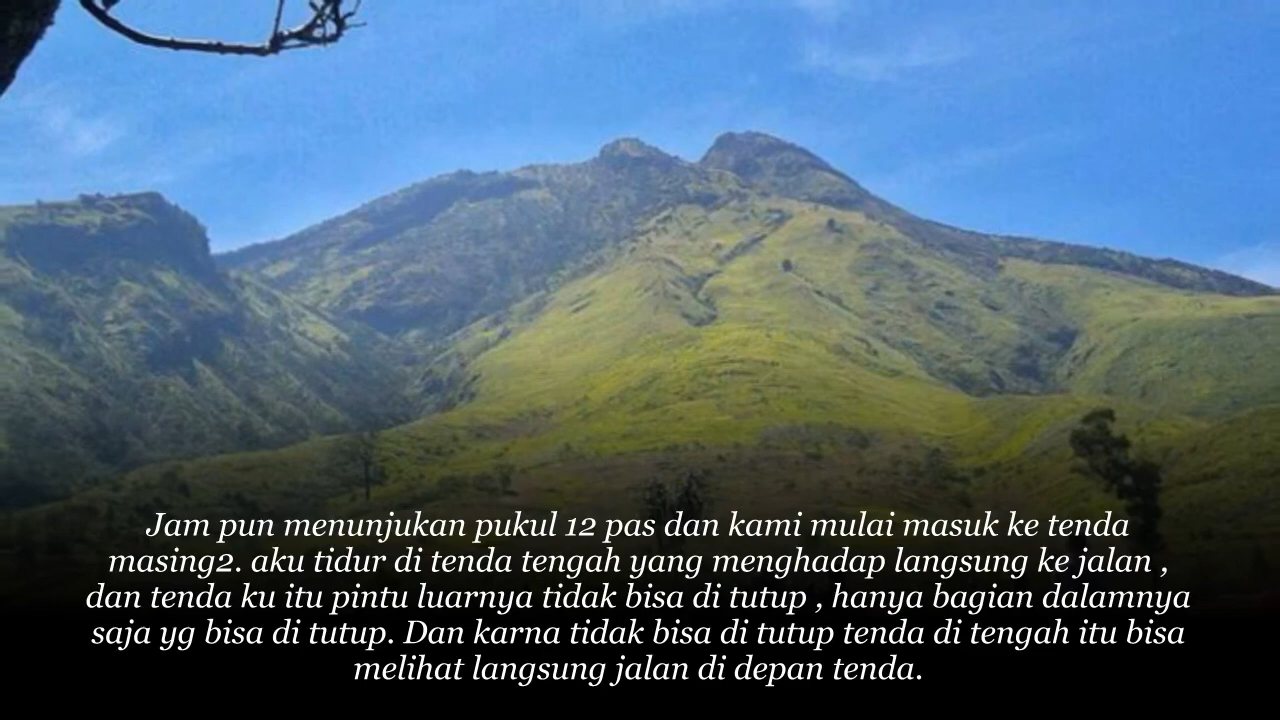 Jam pun menunjukan pukul 12 pas dan kami mulai masuk ke tenda
masing2. aku tidur di tenda tengah yang menghadap langsung ke jalan ,
dan tenda ku itu pintu luarnya tidak bisa di tutup , hanya bagian dalamnya
saja yg bisa di tutup. Dan karna tidak bisa di tutup tenda di tengah itu bisa
melihat langsung jalan di depan tenda.